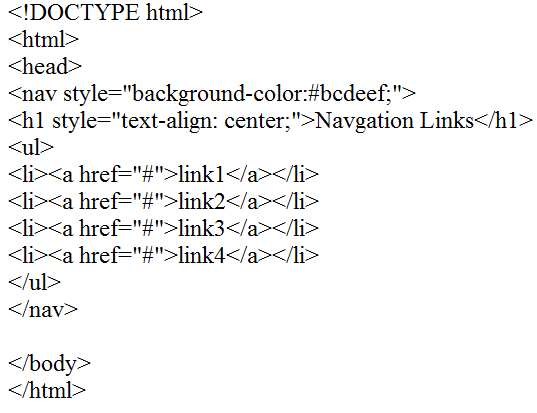 <!DOCTYPE html>
<html>
<head>
<nav style="background-color:#bcdeef;">
<h1 style="text-align: center;">Navgation Links</h1>
<ul>
<li><a href="#">link1</a></li>
<li><a href="#">link2</a></li>
<li><a href="#">link3</a></li>
<li><a href="#">link4</a></li>
</ul>
</nav>

</body>
</html>